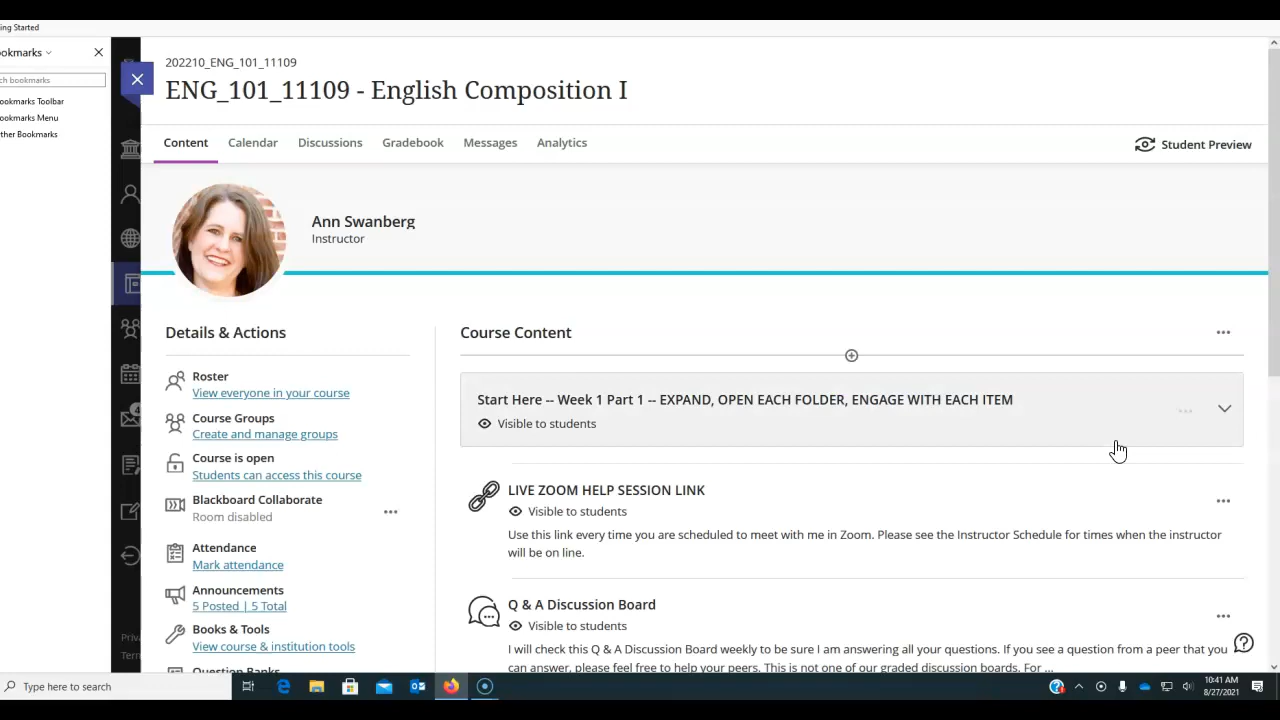 ing Started
ookmarks
ch bookmarks
ookmarks Toolbar
ookmarks Menu
ther Bookmarks
202210_ENG_101_11109
ENG_101_11109 - English Composition I
Content Calendar Discussions Gradebook Messages Analytics
Student Preview
Ann Swanberg
Instructor
Details & Actions
Roster
View everyone in your course
Course Groups
Create and manage groups
Course is open
Students can access this course
Blackboard Collaborate
Room disabled
Attendance
Mark attendance
Announcements
5 Posted | 5 Total
Books & Tools
View course & institution tools
Question Banks
Course Content
Start Here -- Week 1 Part 1 -- EXPAND, OPEN EACH FOLDER, ENGAGE WITH EACH ITEM
Visible to students
LIVE ZOOM HELP SESSION LINK
Visible to students
Use this link every time you are scheduled to meet with me in Zoom. Please see the Instructor Schedule for times when the instructor
will be on line.
Q & A Discussion Board
Visible to students
I will check this Q & A Discussion Board weekly to be sure I am answering all your questions. If you see a question from a peer that you
can answer, please feel free to help your peers. This is not one of our graded discussion boards. For ...
4
Priva
Term
Type here to search
10:41 AM
8/27/2021